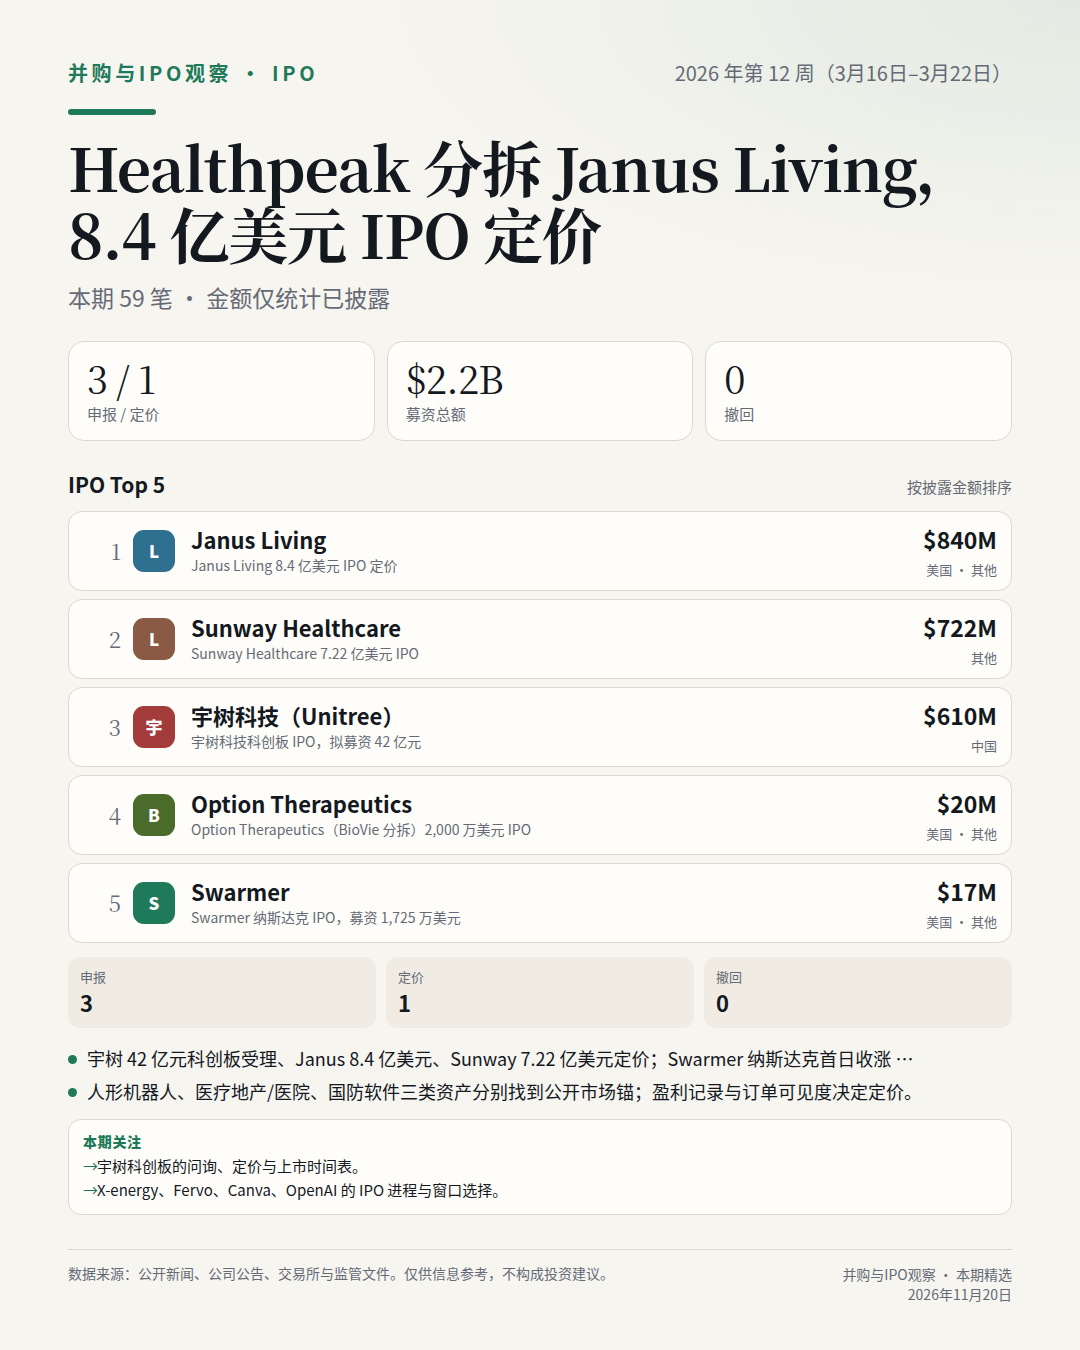 并购与IPO观察 · IPO
2026 年第 12 周（3月16日–3月22日）
Healthpeak 分拆 Janus Living,
8.4 亿美元 IPO 定价
本期 59 笔 · 金额仅统计已披露
3 / 1
申报 / 定价
$2.2B
募资总额
0
撤回
IPO Top 5
按披露金额排序
1
L
Janus Living
Janus Living 8.4 亿美元 IPO 定价
$840M
美国 · 其他
2
L
Sunway Healthcare
Sunway Healthcare 7.22 亿美元 IPO
$722M
其他
3
宇
宇树科技（Unitree）
宇树科技科创板 IPO，拟募资 42 亿元
$610M
中国
4
B
Option Therapeutics
Option Therapeutics（BioVie 分拆）2,000 万美元 IPO
$20M
美国 · 其他
5
S
Swarmer
Swarmer 纳斯达克 IPO，募资 1,725 万美元
$17M
美国 · 其他
申报
3
定价
1
撤回
0
宇树 42 亿元科创板受理、Janus 8.4 亿美元、Sunway 7.22 亿美元定价；Swarmer 纳斯达克首日收涨 …
人形机器人、医疗地产/医院、国防软件三类资产分别找到公开市场锚；盈利记录与订单可见度决定定价。
本期关注
→宇树科创板的问询、定价与上市时间表。
→X-energy、Fervo、Canva、OpenAI 的 IPO 进程与窗口选择。
数据来源：公开新闻、公司公告、交易所与监管文件。仅供信息参考，不构成投资建议。
并购与IPO观察 · 本期精选
2026年11月20日